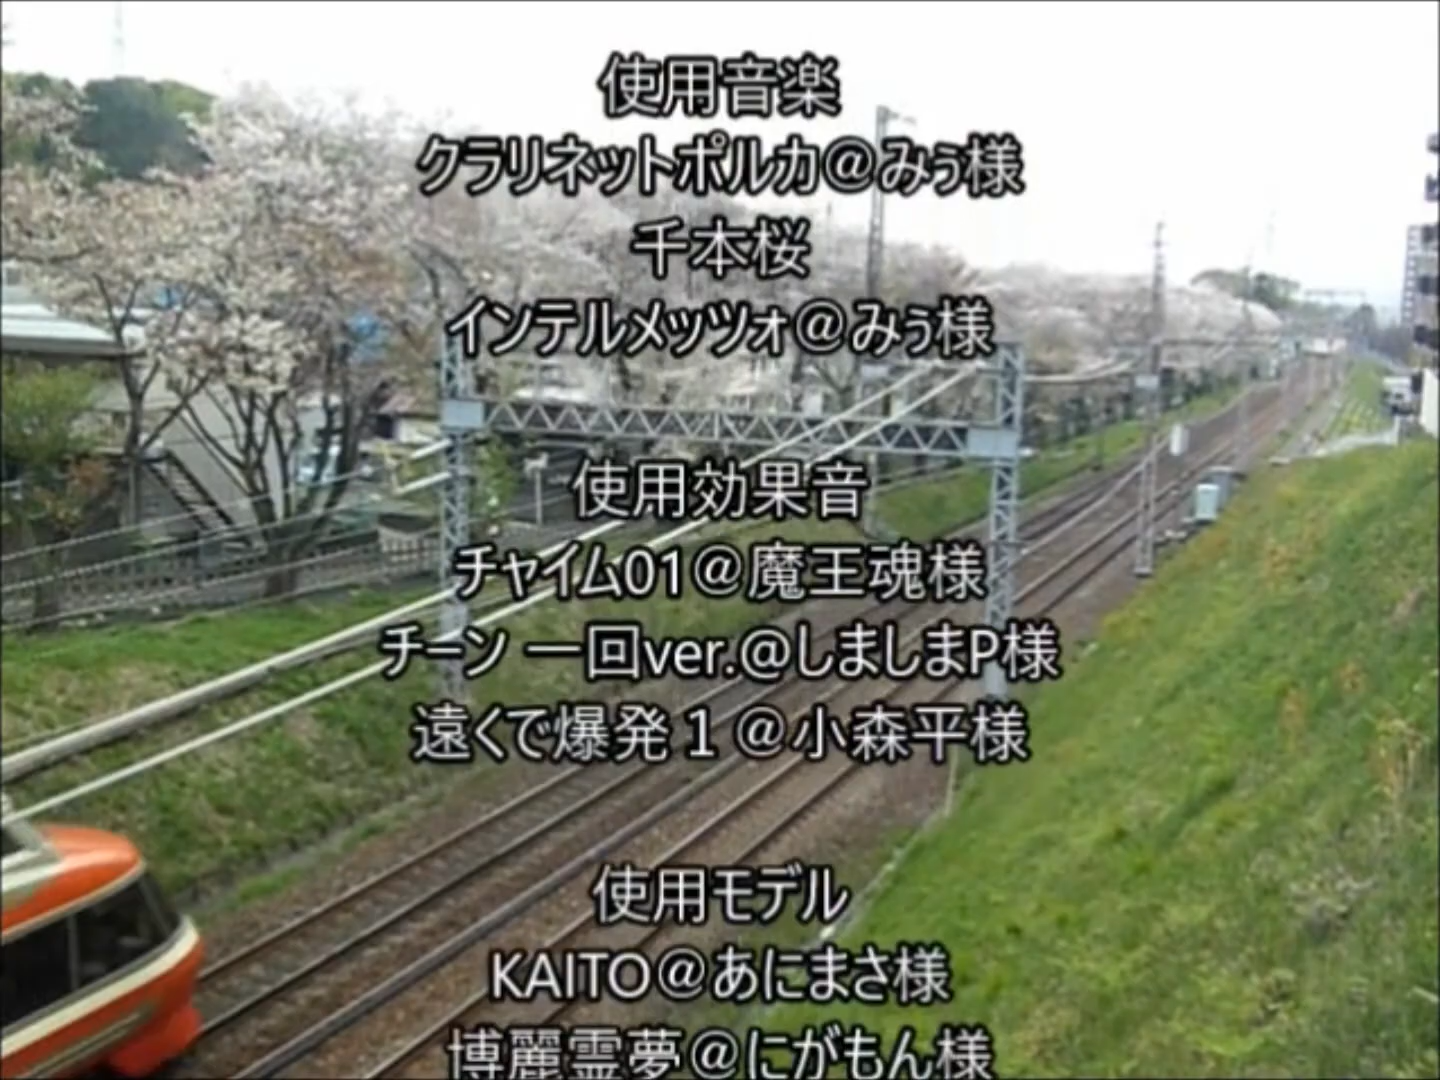 使用音楽
クラリネットポルカ@みぅ様
千本桜
インテルメッツォ@みぅ様
使用効果音
チャイム01@魔王魂様
チーン 一回ver.@しましまP様
遠くで爆発１@小森平様
使用モデル
KAITO@あにまさ様
博麗霊夢@にがもん様